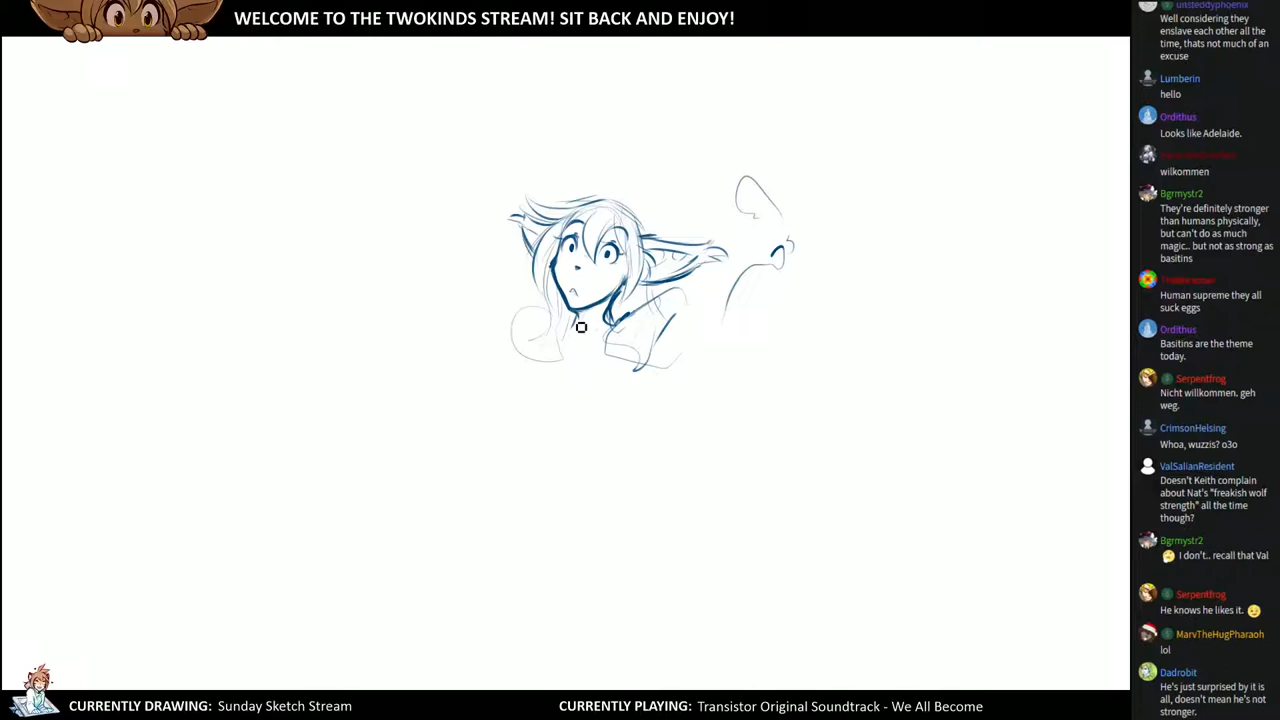 WELCOME TO THE TWOKINDS STREAM! SIT BACK AND ENJOY!
unsteddyphoenix
Well considering they
enslave each other all the
time, thats not much of an
excuse
Lumberin
hello
Ordithus
Looks like Adelaide.
wilkommen
Bgrmystr2
They're definitely stronger
than humans physically,
but can't do as much
magic.. but not as strong as
basitins
Human supreme they all
suck eggs
Ordithus
Basitins are the theme
today.
Serpentfrog
Nicht willkommen. geh
weg.
CrimsonHelsing
Whoa, wuzzis? o3o
ValSalianResident
Doesn't Keith complain
about Nat's "freakish wolf
strength" all the time
though?
Bgrmystr2
🤔 I don't.. recall that Val
Serpentfrog
He knows he likes it. 😉
MarvTheHugPharaoh
lol
Dadrobit
He's just surprised by it is
all, doesn't mean he's not
stronger.
CURRENTLY DRAWING: Sunday Sketch Stream
CURRENTLY PLAYING: Transistor Original Soundtrack - We All Become